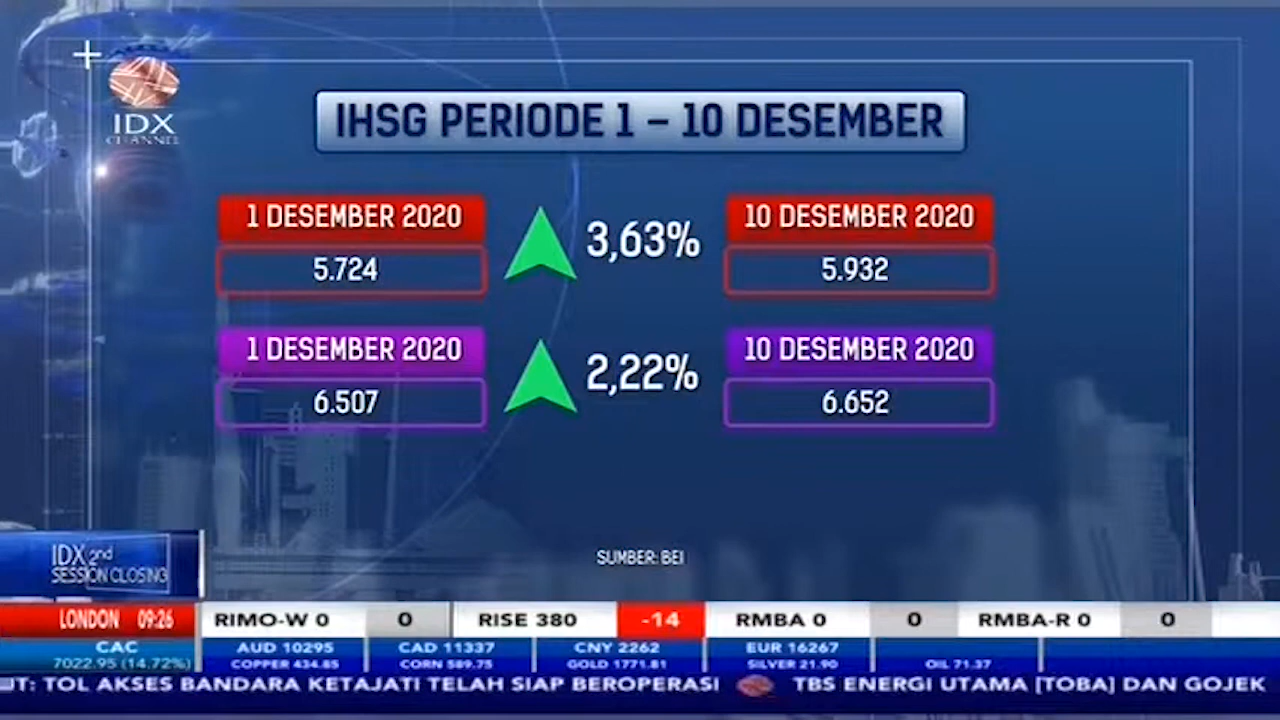 IDX
CHANNEL
IHSG PERIODE 1 – 10 DESEMBER
1 DESEMBER 2020
5.724
3,63%
10 DESEMBER 2020
5.932
1 DESEMBER 2020
6.507
2,22%
10 DESEMBER 2020
6.652
SUMBER: BEI
IDX 2nd
SESSION CLOSING
LONDON 09:26 RIMO-W 0 0 RISE 380 -14 RMBA 0 0 RMBA-R 0 0
CAC AUD 10295 CAD 11337 CNY 2262 EUR 16267
7022.95 (14.72%) COPPER 434.85 CORN 589.75 GOLD 1771.81 SILVER 21.90 OIL 71.37
UT: TOL AKSES BANDARA KETAJATI TELAH SIAP BEROPERASI TBS ENERGI UTAMA [TOBA] DAN GOJEK